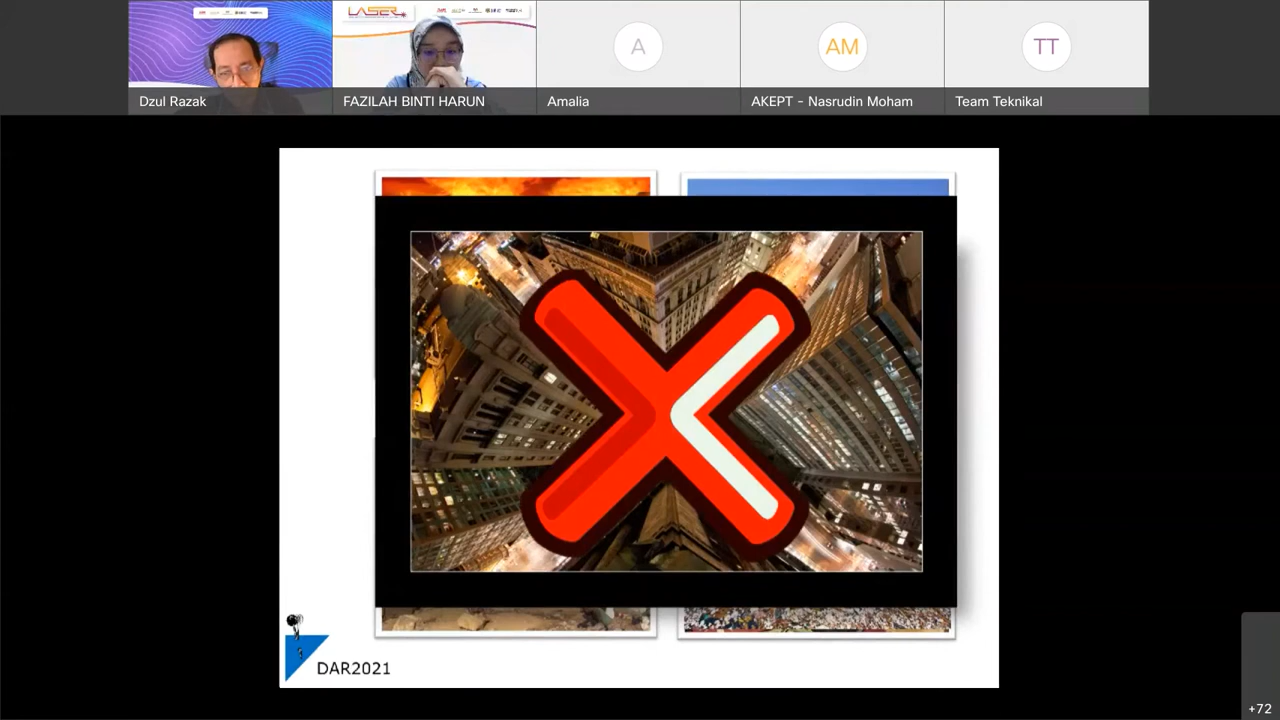 LASER
A
AM
TT
Dzul Razak
FAZILAH BINTI HARUN
Amalia
AKEPT - Nasrudin Moham
Team Teknikal
DAR2021
+72